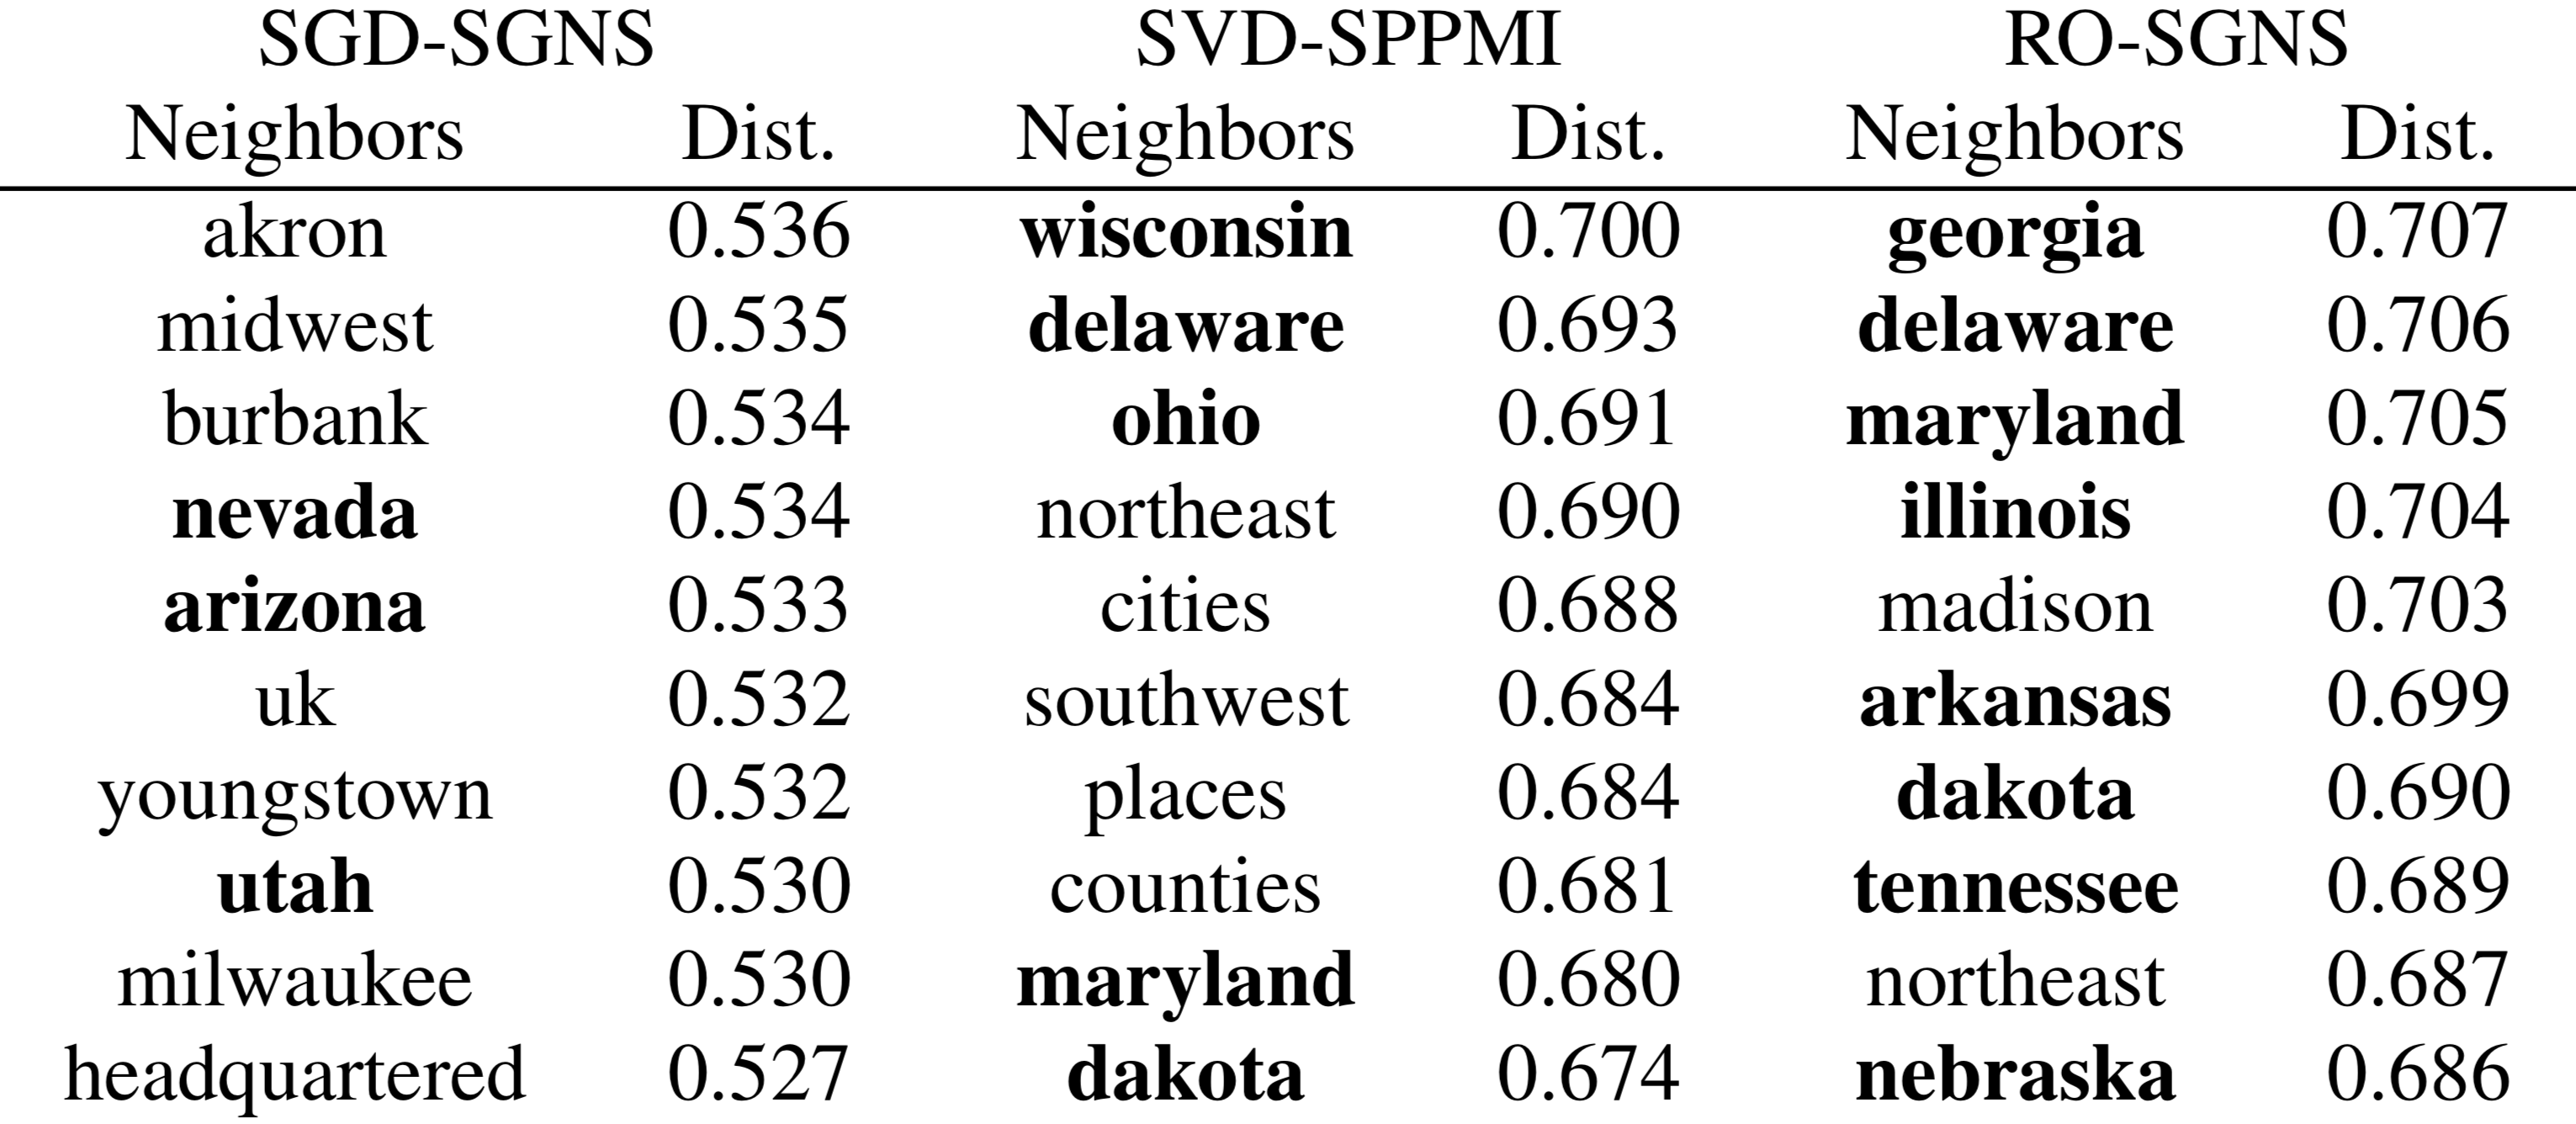 SGD-SGNS SVD-SPPMI RO-SGNS
Neighbors Dist. Neighbors Dist. Neighbors Dist.
akron 0.536 wisconsin 0.700 georgia 0.707
midwest 0.535 delaware 0.693 delaware 0.706
burbank 0.534 ohio 0.691 maryland 0.705
nevada 0.534 northeast 0.690 illinois 0.704
arizona 0.533 cities 0.688 madison 0.703
uk 0.532 southwest 0.684 arkansas 0.699
youngstown 0.532 places 0.684 dakota 0.690
utah 0.530 counties 0.681 tennessee 0.689
milwaukee 0.530 maryland 0.680 northeast 0.687
headquartered 0.527 dakota 0.674 nebraska 0.686